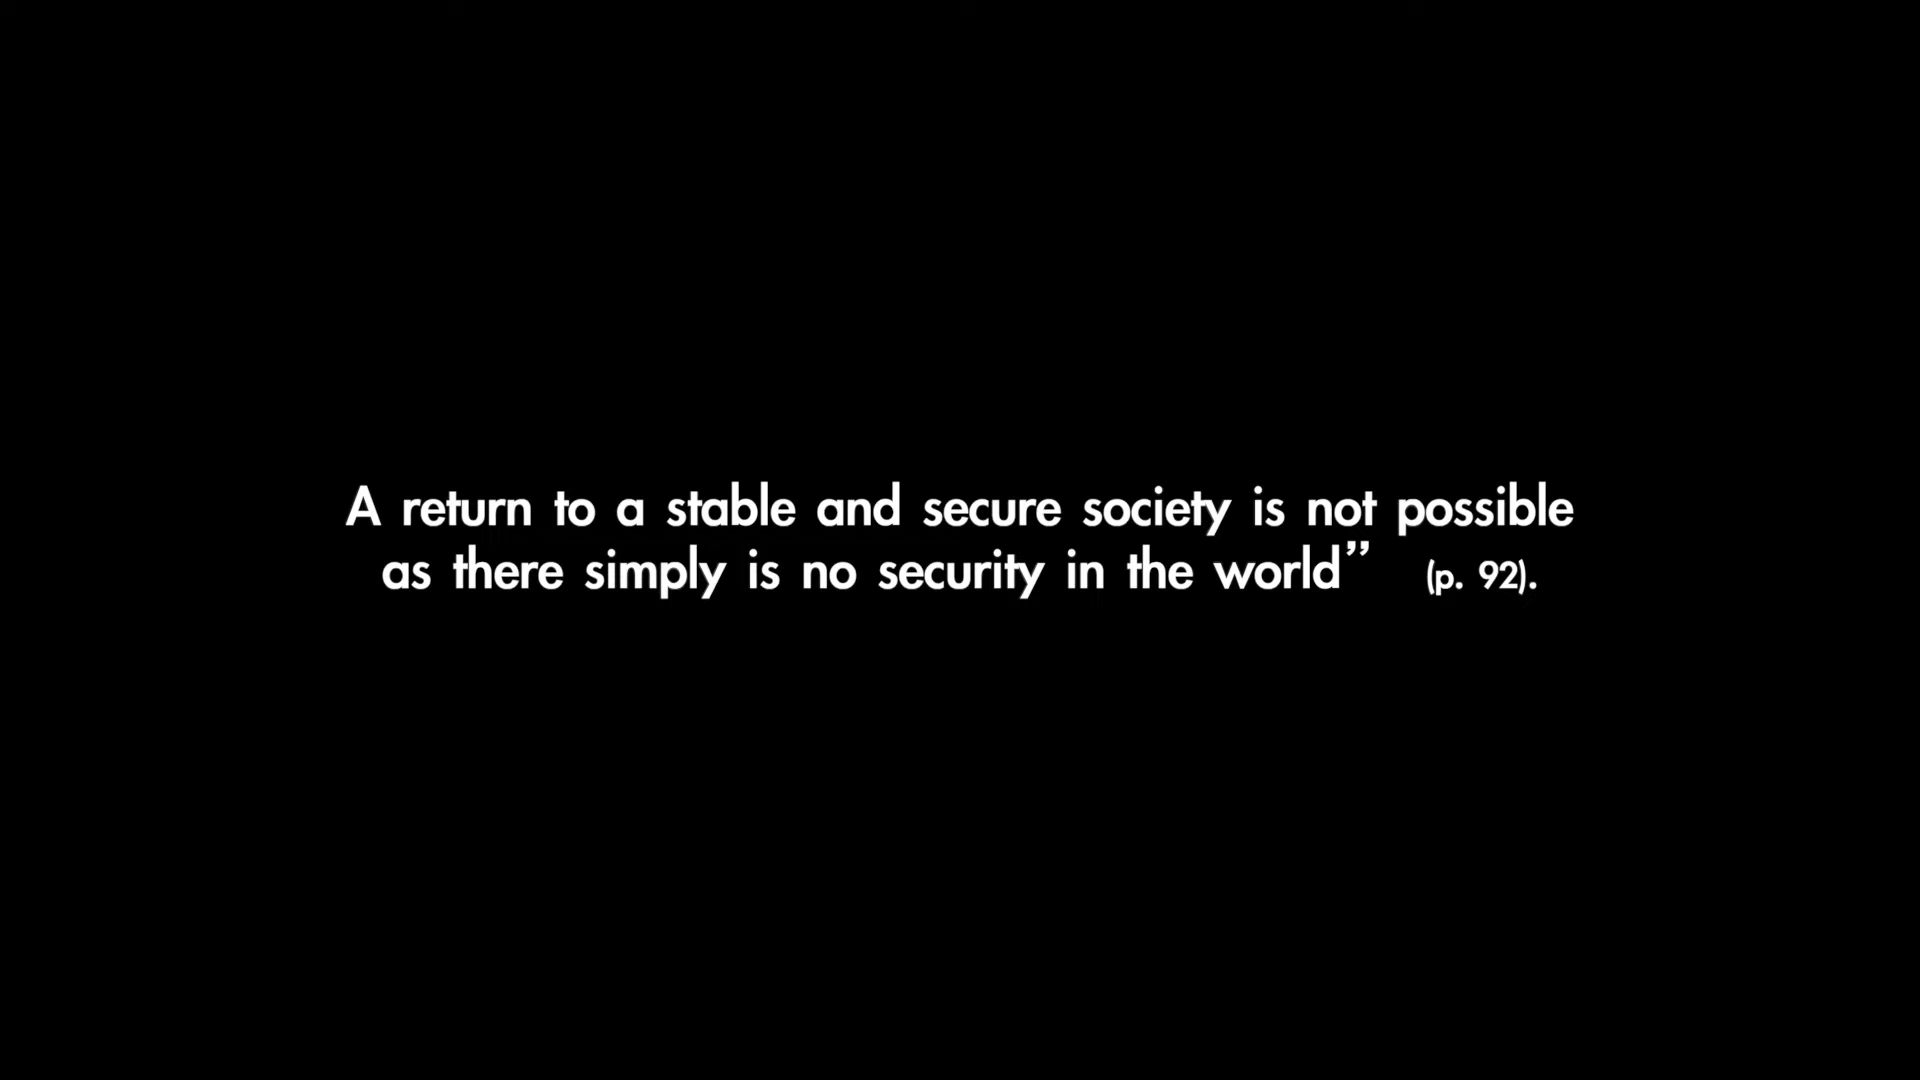 A return to a stable and secure society is not possible
as there simply is no security in the world” (p. 92).